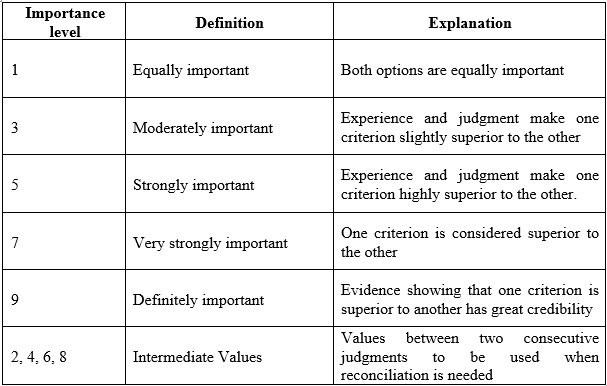 Importance level
Definition
Explanation
1
Equally important
Both options are equally important
3
Moderately important
Experience and judgment make one
criterion slightly superior to the other
5
Strongly important
Experience and judgment make one
criterion highly superior to the other.
7
Very strongly important
One criterion is considered superior to
the other
9
Definitely important
Evidence showing that one criterion is
superior to another has great credibility
2, 4, 6, 8
Intermediate Values
Values between two consecutive
judgments to be used when
reconciliation is needed